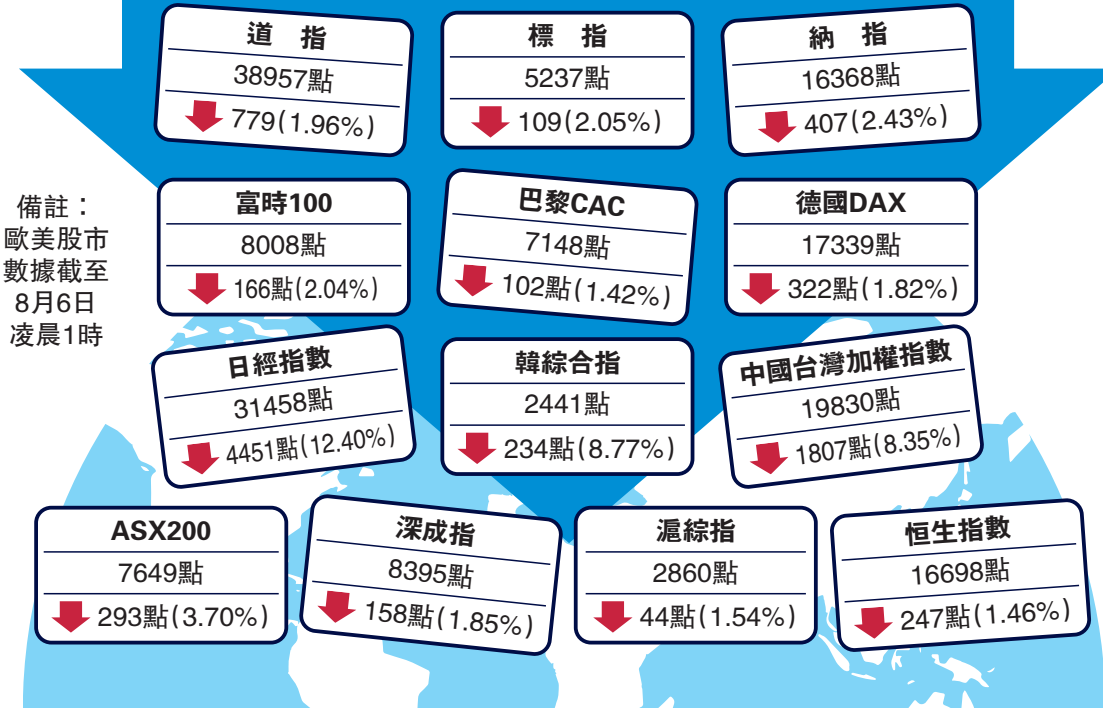 道 指
38957點
779(1.96%)
標 指
5237點
109(2.05%)
納 指
16368點
407(2.43%)
備註：
歐美股市
數據截至
8月6日
凌晨1時
富時100
8008點
166點(2.04%)
巴黎CAC
7148點
102點(1.42%)
德國DAX
17339點
322點(1.82%)
日經指數
31458點
4451點(12.40%)
韓綜合指
2441點
234點(8.77%)
中國台灣加權指數
19830點
1807點(8.35%)
ASX200
7649點
293點(3.70%)
深成指
8395點
158點(1.85%)
滬綜指
2860點
44點(1.54%)
恒生指數
16698點
247點(1.46%)